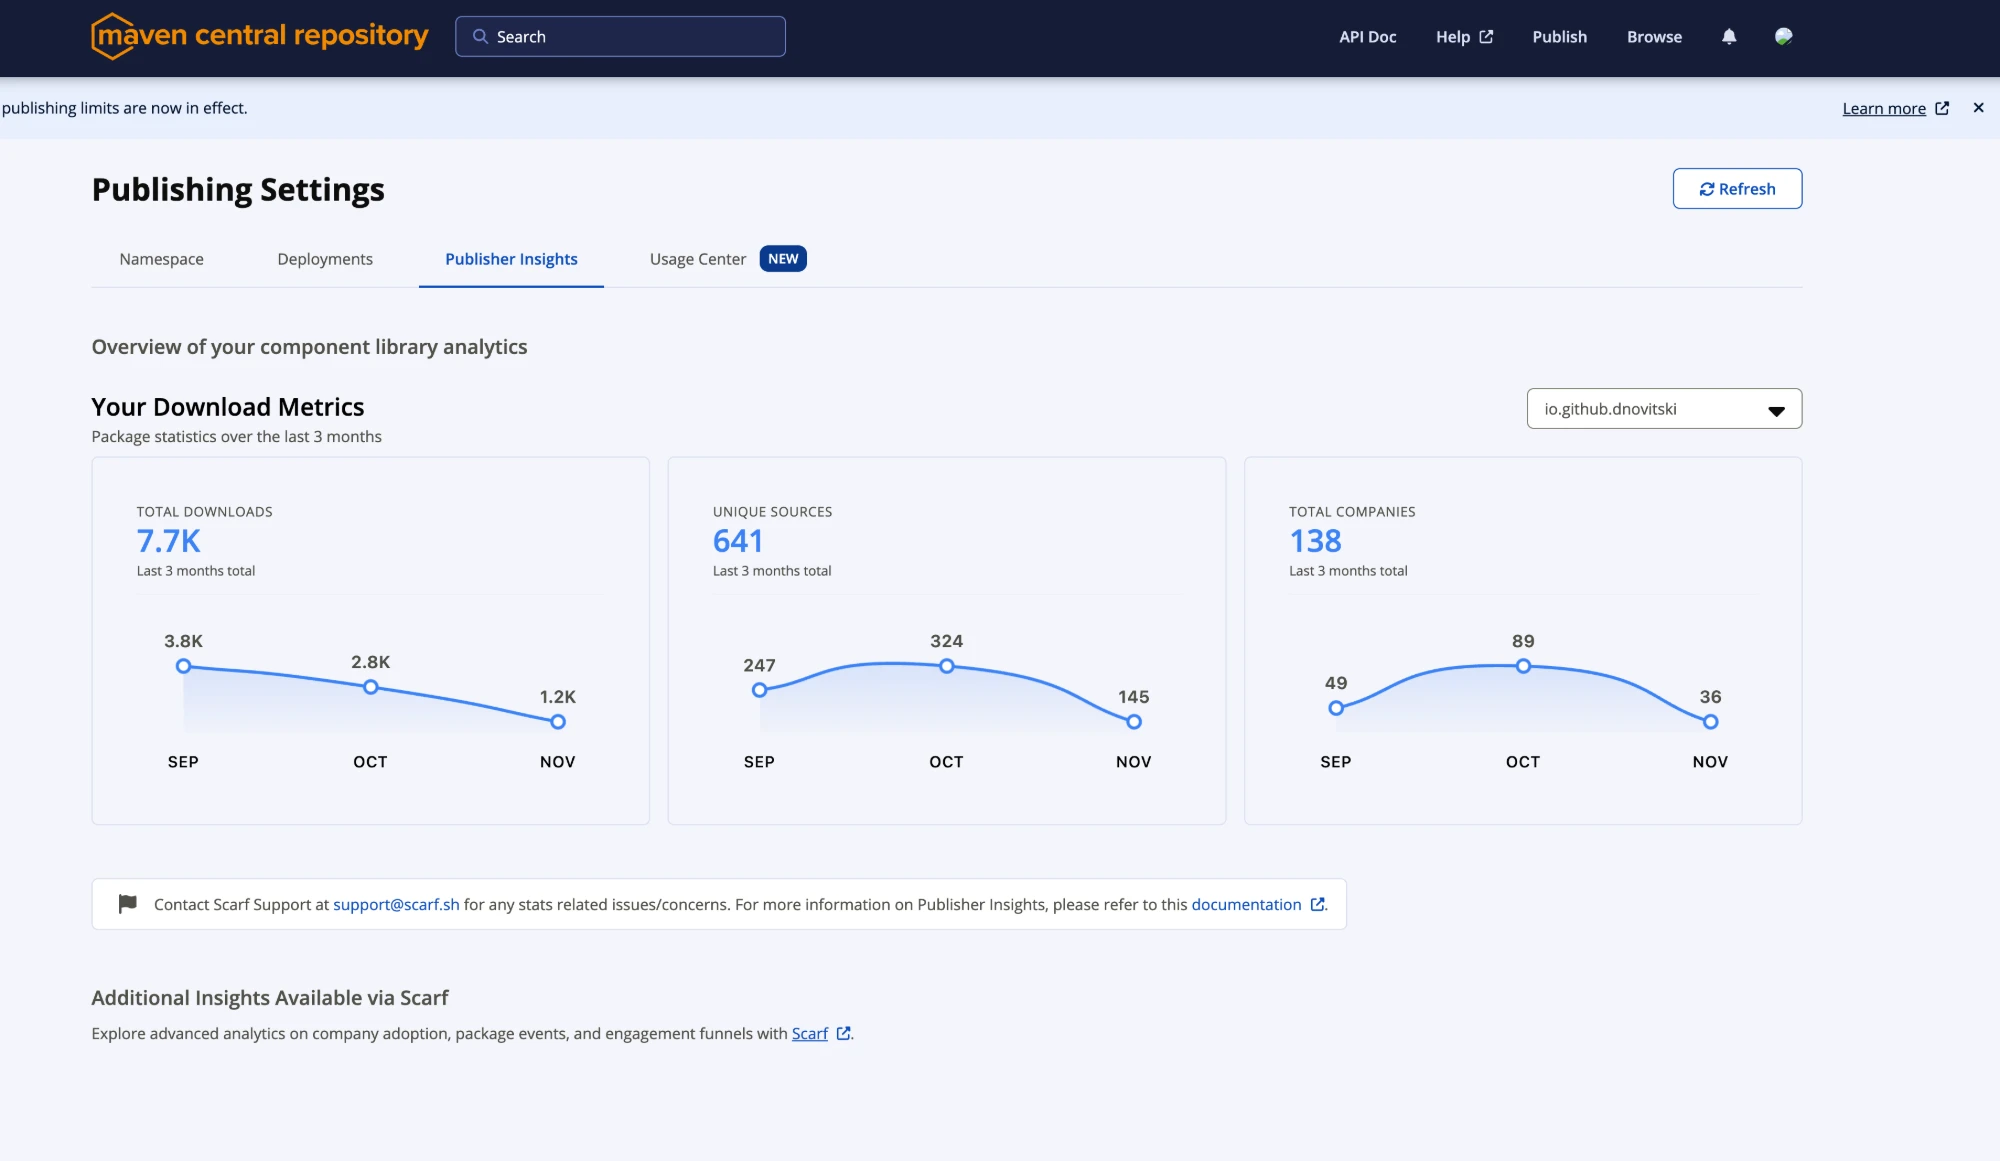 maven central repository
Search
API Doc
Help
Publish
Browse
publishing limits are now in effect.
Learn more
Publishing Settings
Refresh
Namespace
Deployments
Publisher Insights
Usage Center
NEW
Overview of your component library analytics
Your Download Metrics
Package statistics over the last 3 months
io.github.dnovitski
TOTAL DOWNLOADS
7.7K
Last 3 months total
3.8K
2.8K
1.2K
SEP
OCT
NOV
UNIQUE SOURCES
641
Last 3 months total
247
324
145
SEP
OCT
NOV
TOTAL COMPANIES
138
Last 3 months total
49
89
36
SEP
OCT
NOV
Contact Scarf Support at support@scarf.sh for any stats related issues/concerns. For more information on Publisher Insights, please refer to this documentation .
Additional Insights Available via Scarf
Explore advanced analytics on company adoption, package events, and engagement funnels with Scarf .